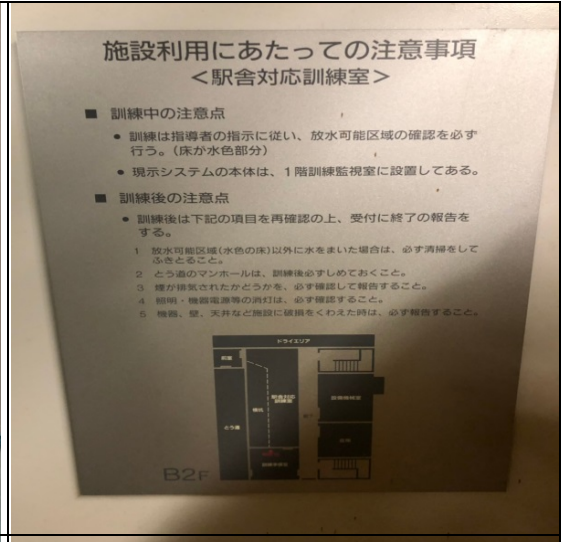 施設利用にあたっての注意事項
＜駅舎対応訓練室＞
■ 訓練中の注意点
● 訓練は指導者の指示に従い、放水可能区域の確認を必ず
行う。(床が水色部分)
● 現示システムの本体は、1階訓練監視室に設置してある。
■ 訓練後の注意点
● 訓練後は下記の項目を再確認の上、受付に終了の報告を
する。
1 放水可能区域(水色の床)以外に水をまいた場合は、必ず清掃をして
ふきとること。
2 とう道のマンホールは、訓練後必ずしめておくこと。
3 煙が排気されたかどうかを、必ず確認して報告すること。
4 照明・機器電源等の消灯は、必ず確認すること。
5 機器、壁、天井など施設に破損をくわえた時は、必ず報告すること。
ドライエリア
前室
駅舎対応
訓練室
とう道
B2F